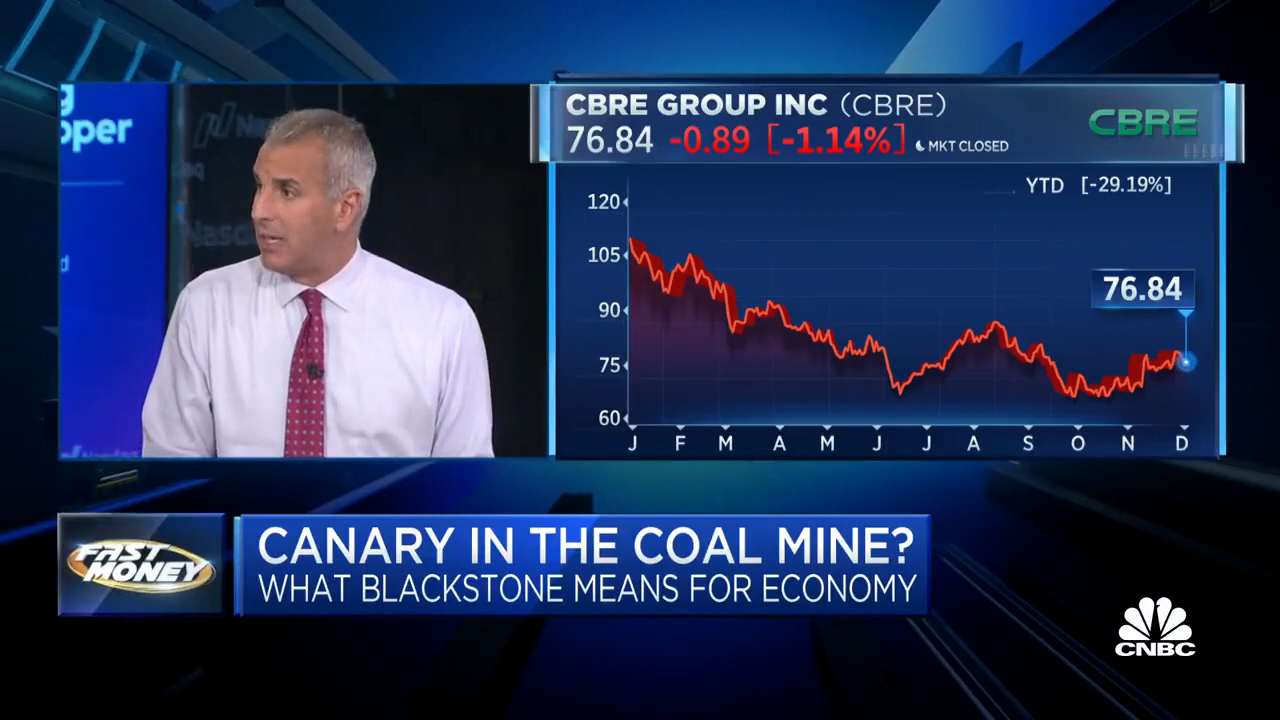 CBRE GROUP INC (CBRE)
76.84 -0.89 [-1.14%] MKT CLOSED
CBRE
YTD [-29.19%]
120
105
90
75
60
76.84
J F M A M J J A S O N D
Nasdaq
FAST
MONEY
CANARY IN THE COAL MINE?
WHAT BLACKSTONE MEANS FOR ECONOMY
CNBC